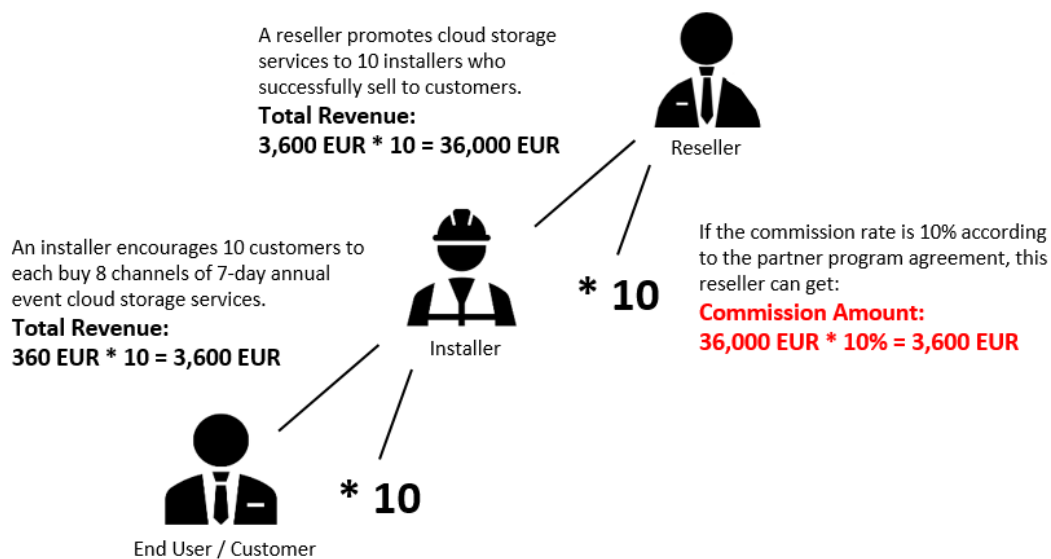 A reseller promotes cloud storage
services to 10 installers who
successfully sell to customers.
Total Revenue:
3,600 EUR * 10 = 36,000 EUR
Reseller
An installer encourages 10 customers to
each buy 8 channels of 7-day annual
event cloud storage services.
Total Revenue:
360 EUR * 10 = 3,600 EUR
Installer
* 10
If the commission rate is 10% according
to the partner program agreement, this
reseller can get:
Commission Amount:
36,000 EUR * 10% = 3,600 EUR
End User / Customer
* 10